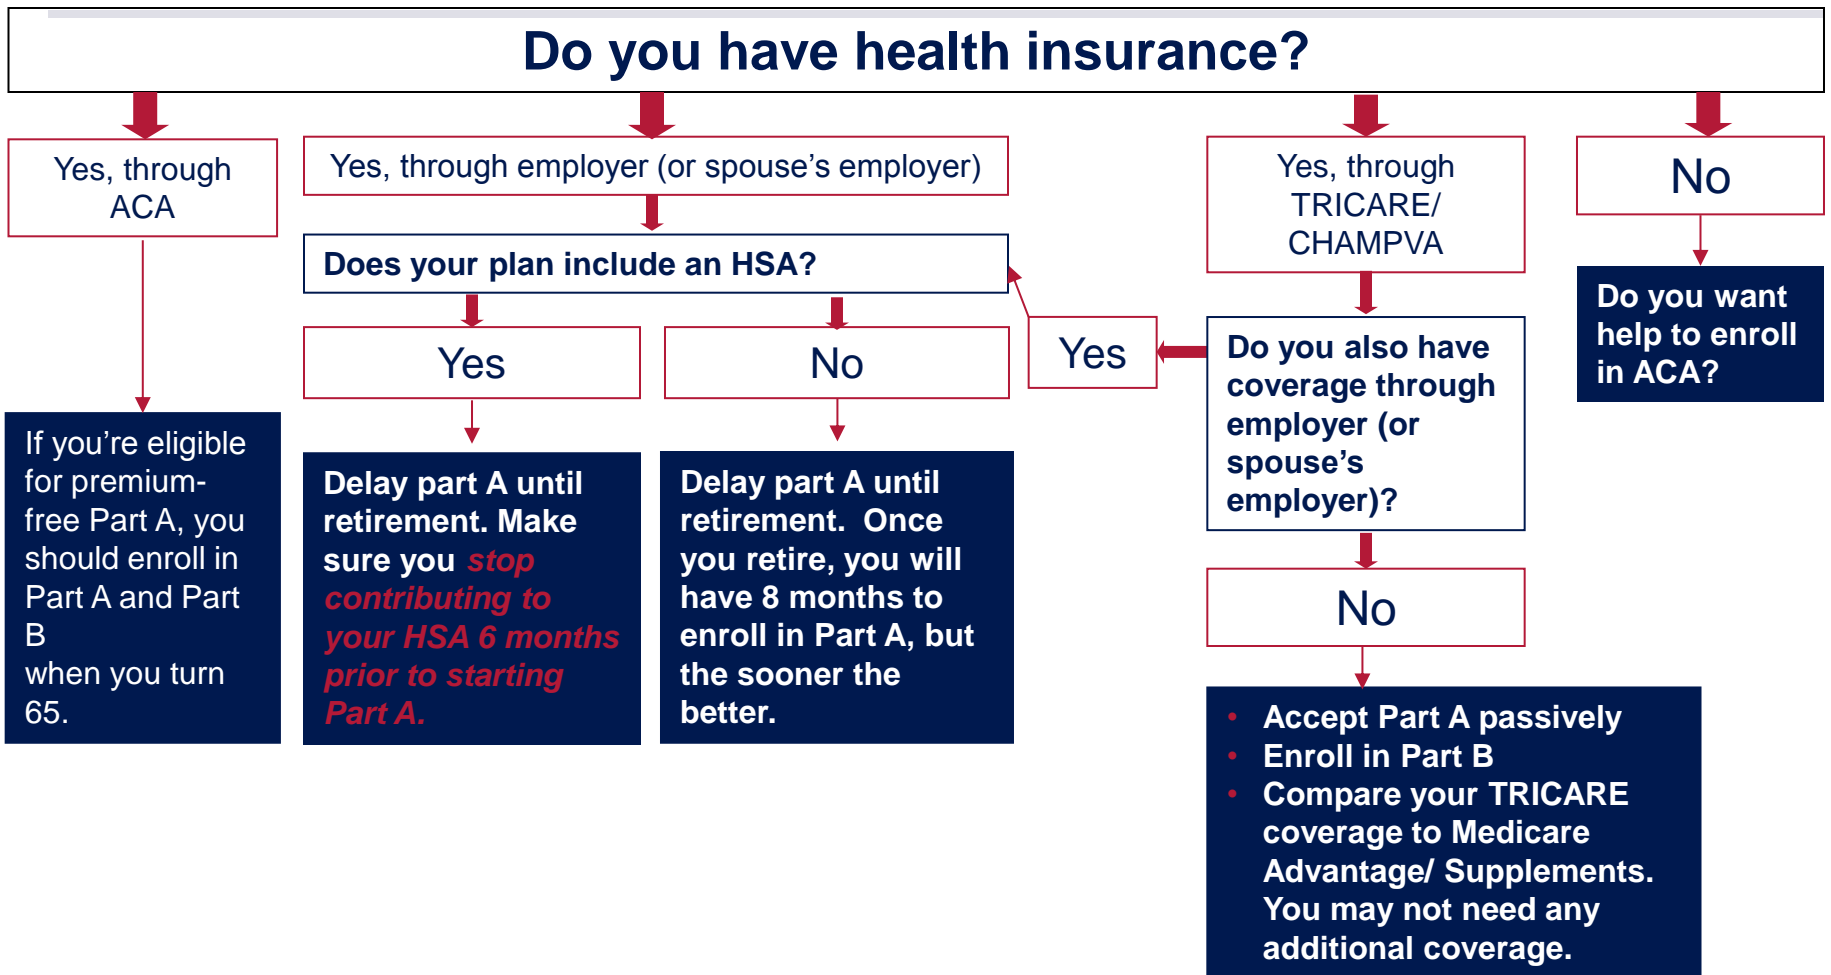 Do you have health insurance?
Yes, through
ACA
If you’re eligible
for premium-
free Part A, you
should enroll in
Part A and Part
B
when you turn
65.
Yes, through employer (or spouse’s employer)
Does your plan include an HSA?
Yes
Delay part A until
retirement. Make
sure you stop
contributing to
your HSA 6 months
prior to starting
Part A.
No
Delay part A until
retirement.  Once
you retire, you will
have 8 months to
enroll in Part A, but
the sooner the
better.
Yes, through
TRICARE/
CHAMPVA
Do you also have
coverage through
employer (or
spouse’s
employer)?
Yes
No
• Accept Part A passively
• Enroll in Part B
• Compare your TRICARE
coverage to Medicare
Advantage/ Supplements.
You may not need any
additional coverage.
No
Do you want
help to enroll
in ACA?